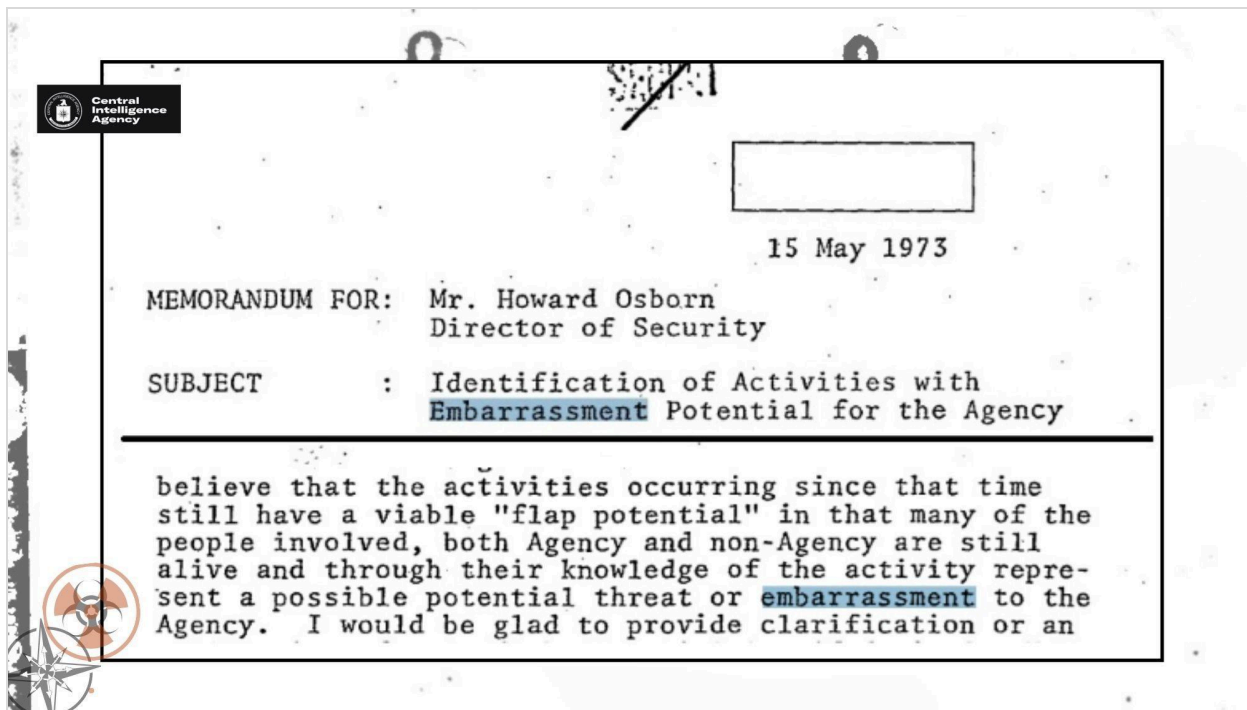 Central
Intelligence
Agency
15 May 1973
MEMORANDUM FOR: Mr. Howard Osborn
Director of Security
SUBJECT : Identification of Activities with
Embarrassment Potential for the Agency
believe that the activities occurring since that time
still have a viable "flap potential" in that many of the
people involved, both Agency and non-Agency are still
alive and through their knowledge of the activity repre-
sent a possible potential threat or embarrassment to the
Agency. I would be glad to provide clarification or an